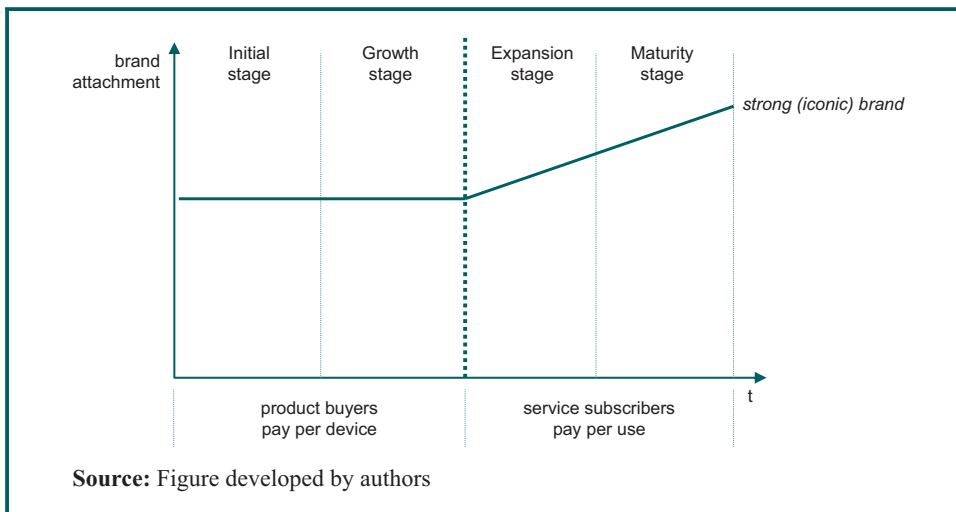 brand
attachment
Initial
stage
Growth
stage
Expansion
stage
Maturity
stage
strong (iconic) brand
t
product buyers
pay per device
service subscribers
pay per use
Source: Figure developed by authors